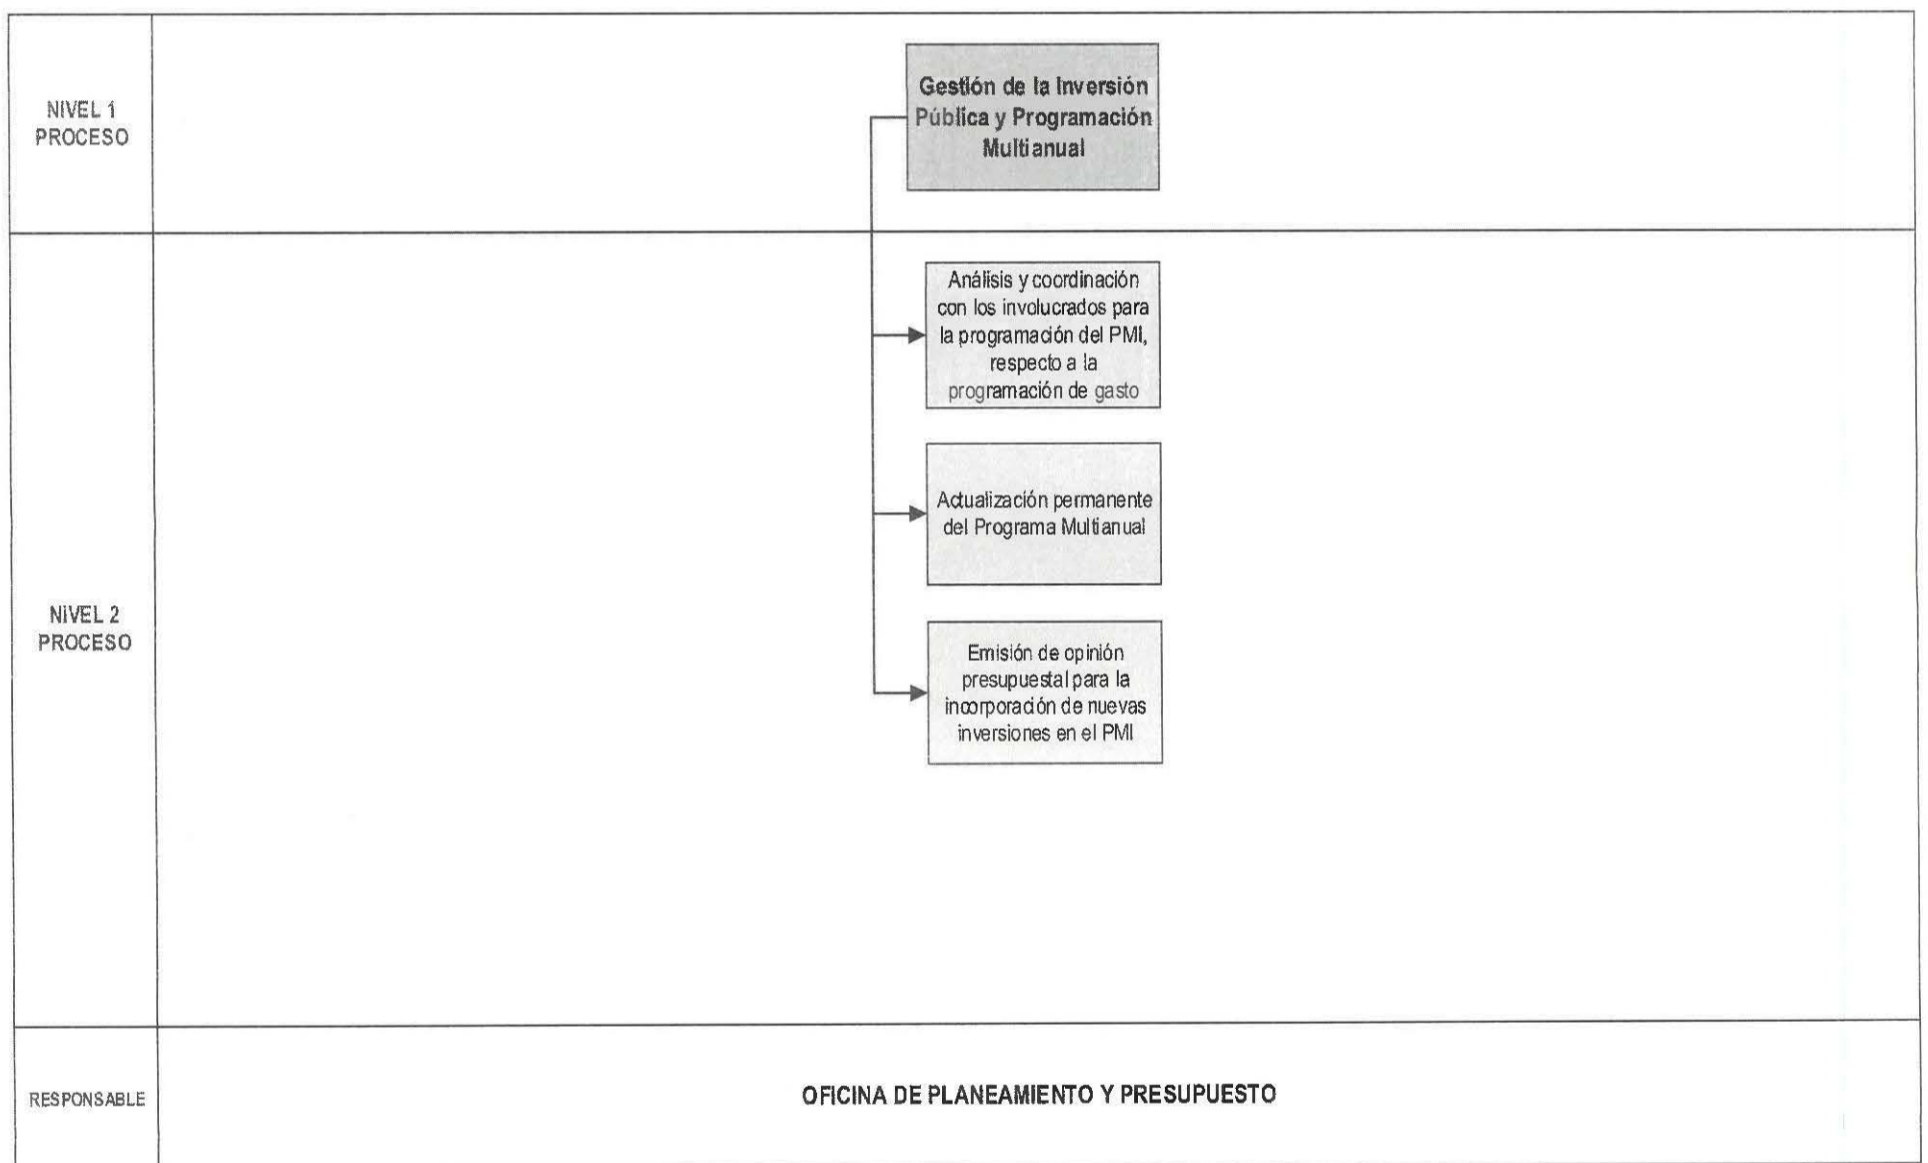 NIVEL 1
PROCESO
Gestión de la Inversión
Pública y Programación
Multianual
NIVEL 2
PROCESO
Análisis y coordinación
con los involucrados para
la programación del PMI,
respecto a la
programación de gasto
Actualización permanente
del Programa Multianual
Emisión de opinión
presupuestal para la
incorporación de nuevas
inversiones en el PMI
RESPONSABLE
OFICINA DE PLANEAMIENTO Y PRESUPUESTO